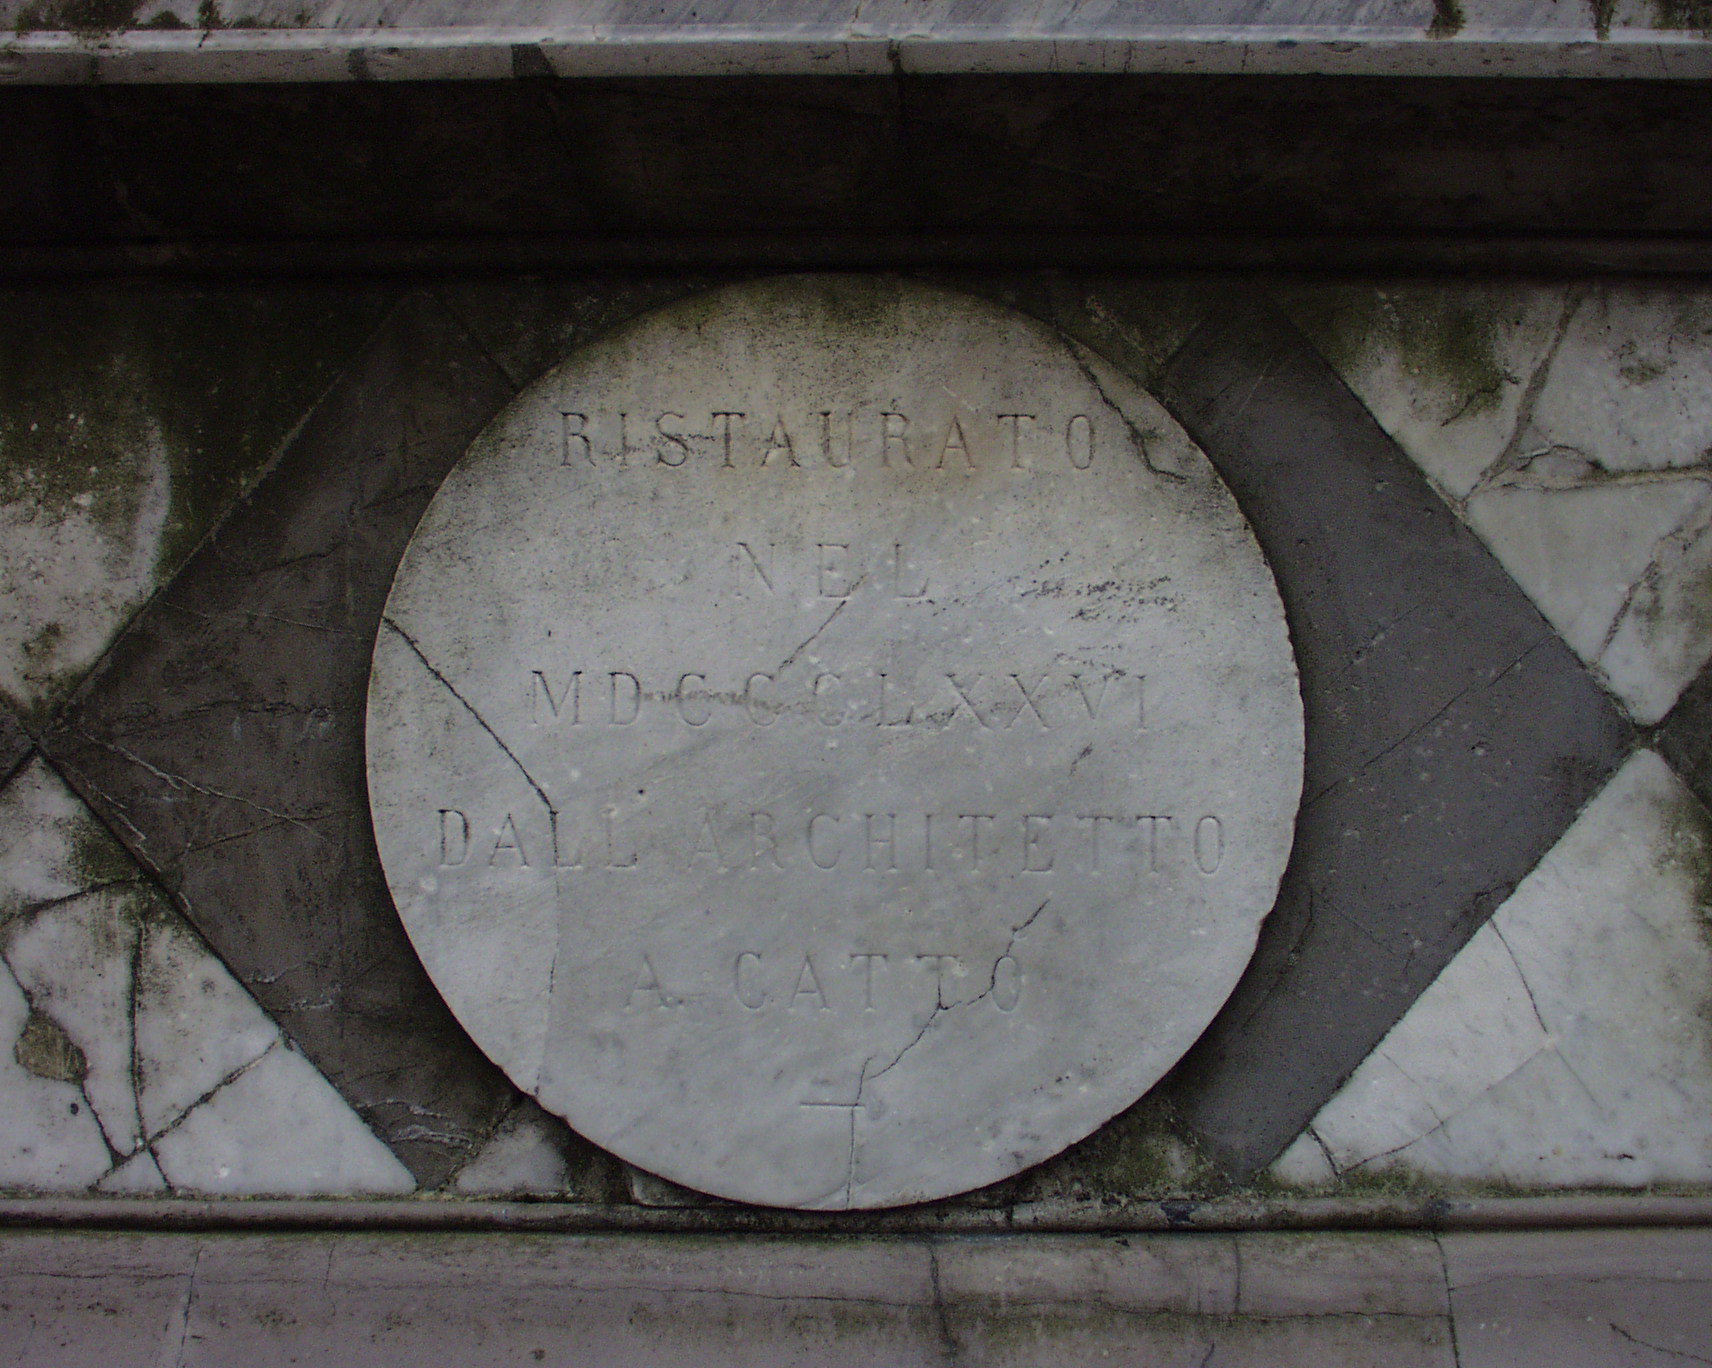 RISTAURATO
NEL
MDCCCLXXVI
DALL ARCHITETTO
A. CATTO